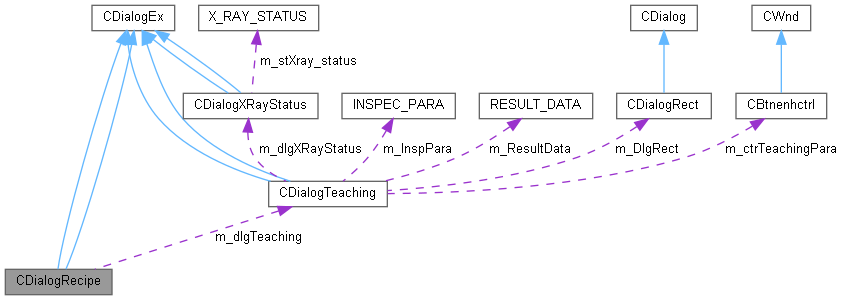 CDialogEx
X_RAY_STATUS
CDialog
CWnd
m_stXray_status
CDialogXRayStatus
INSPEC_PARA
RESULT_DATA
CDialogRect
CBtnenhctrl
m_dlgXRayStatus
m_InspPara
m_ResultData
m_DlgRect
m_ctrTeachingPara
CDialogTeaching
m_dlgTeaching
CDialogRecipe